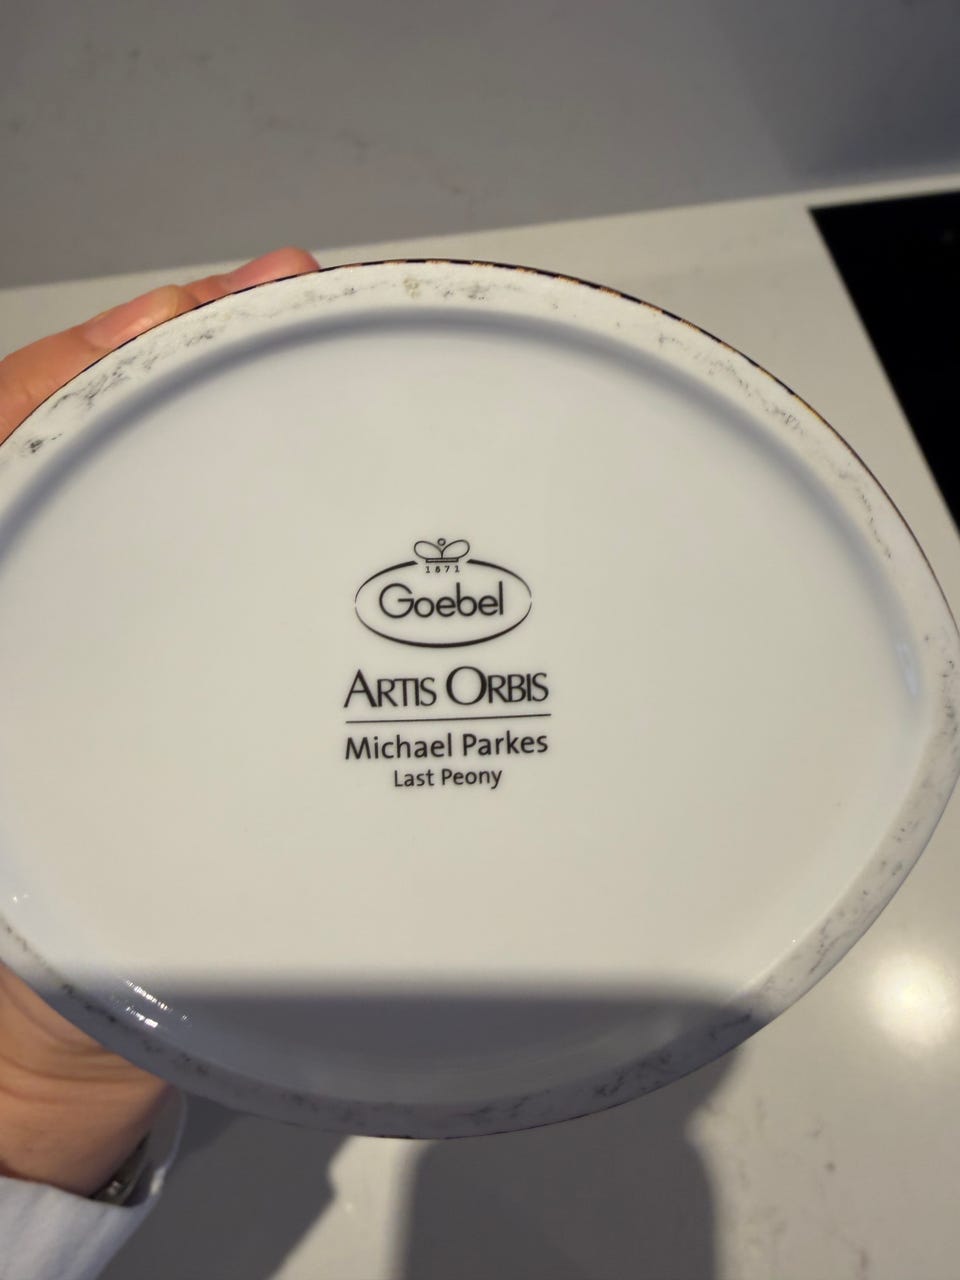 1871
Goebel
ARTIS ORBIS
Michael Parkes
Last Peony